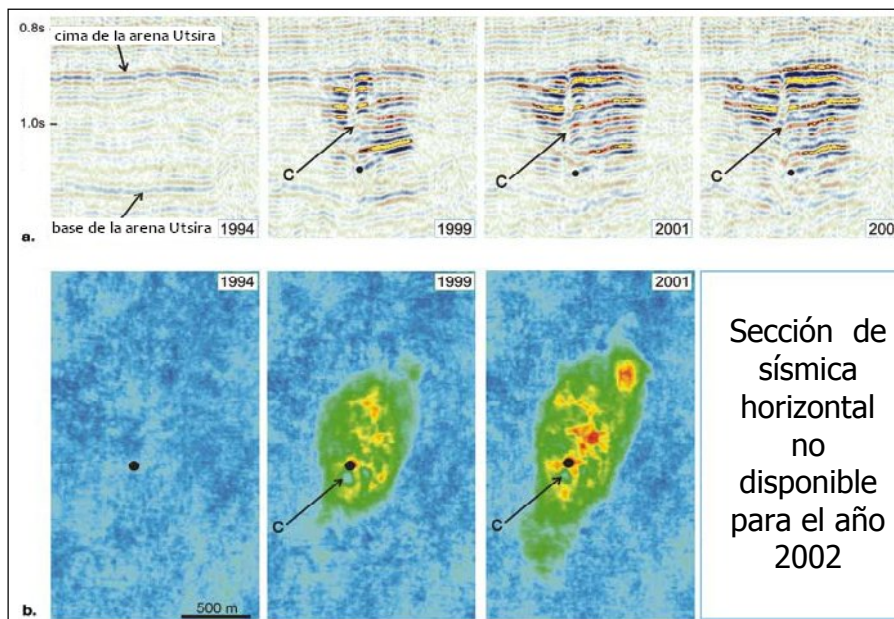 0.8s
cima de la arena Utsira
1.0s
C
C
C
base de la arena Utsira
a.
1994
1999
2001
200
1994
1999
2001
C
C
500 m
b.
Sección de
sísmica
horizontal
no
disponible
para el año
2002